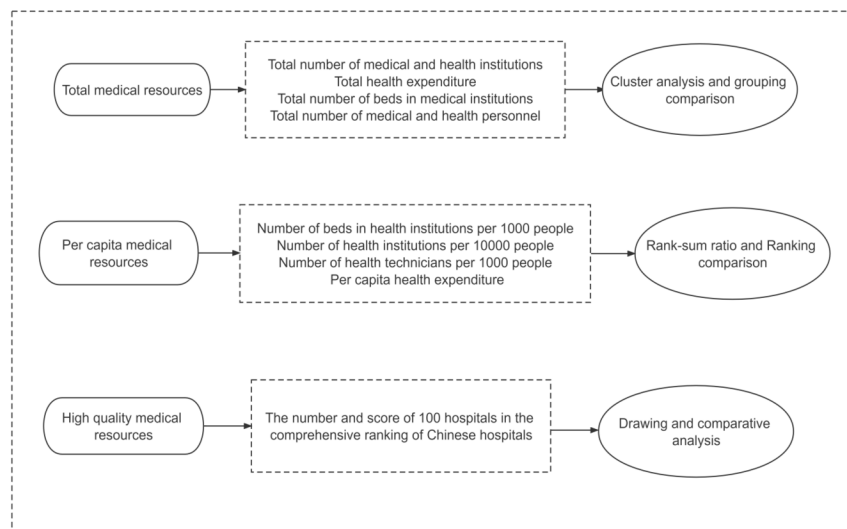 Total medical resources
Total number of medical and health institutions
Total health expenditure
Total number of beds in medical institutions
Total number of medical and health personnel
Cluster analysis and grouping
comparison
Per capita medical
resources
Number of beds in health institutions per 1000 people
Number of health institutions per 10000 people
Number of health technicians per 1000 people
Per capita health expenditure
Rank-sum ratio and Ranking
comparison
High quality medical
resources
The number and score of 100 hospitals in the
comprehensive ranking of Chinese hospitals
Drawing and comparative
analysis